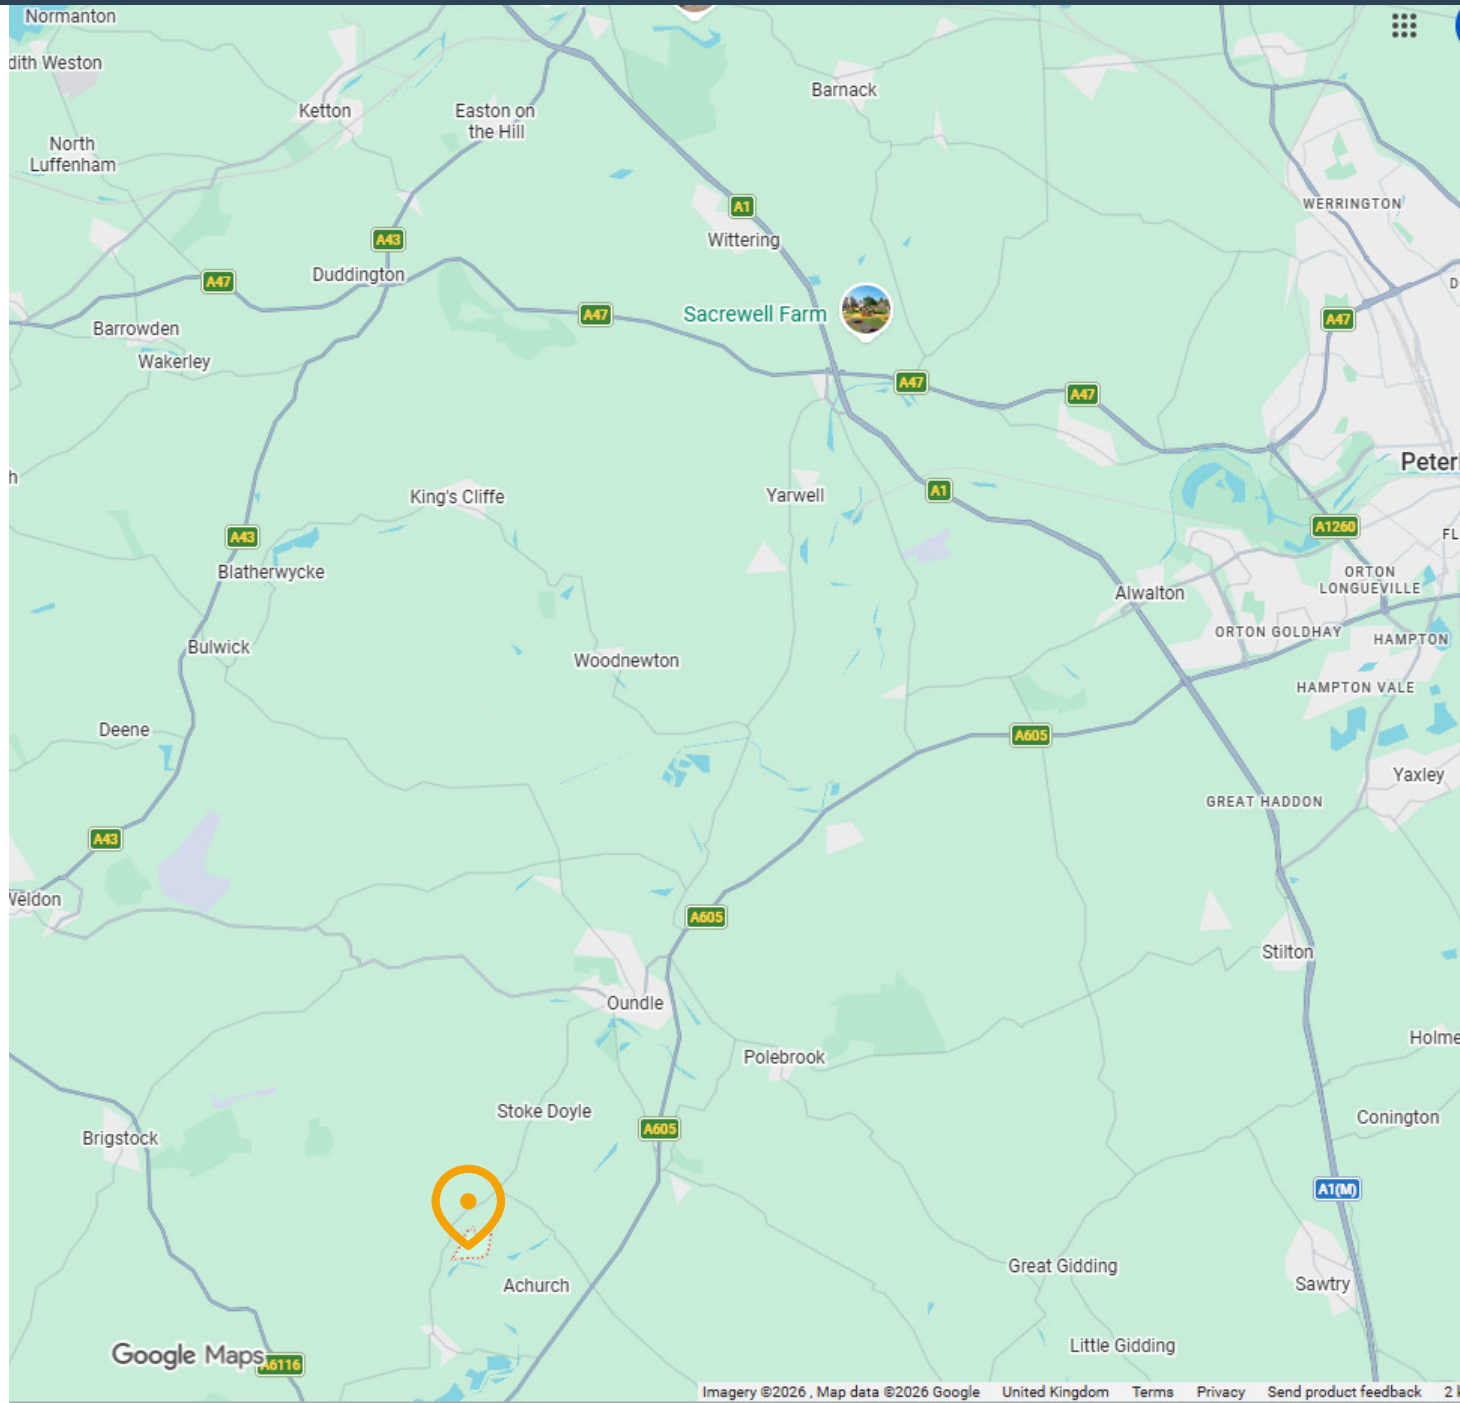 Normanton
dith Weston
Ketton
Easton on
the Hill
Barnack
North
Luffenham
WERRINGTON
A1
Wittering
A43
Duddington
A47
A47
Sacrewell Farm
A47
Barrowden
Wakerley
A47
A47
Peter
King's Cliffe
Yarwell
A1
A1260
FL
A43
Blatherwycke
ORTON
LONGUEVILLE
Alwalton
ORTON GOLDHAY
HAMPTON
Bulwick
Woodnewton
HAMPTON VALE
Deene
A605
Yaxley
GREAT HADDON
A43
Weldon
A605
Stilton
Oundle
Holme
Polebrook
Stoke Doyle
A605
Conington
Brigstock
A1(M)
Great Gidding
Achurch
Sawtry
Little Gidding
Google Maps
A6116
Imagery ©2026 , Map data ©2026 Google United Kingdom Terms Privacy Send product feedback 2 k